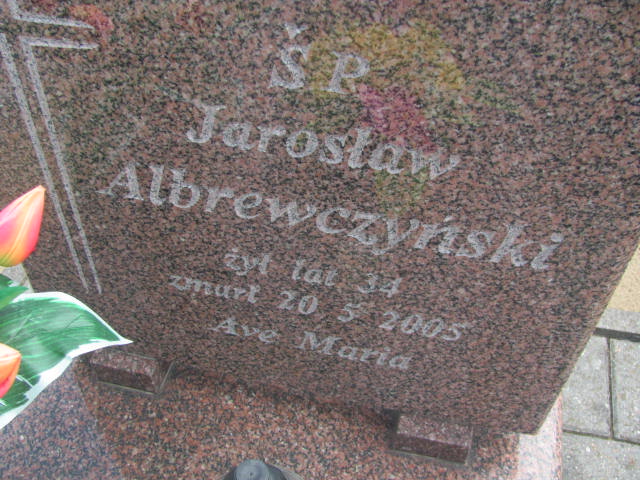 ŚP
Jarosław
Albrewczyński
żył lat 34
zmarł 20 5 2005
Ave Maria